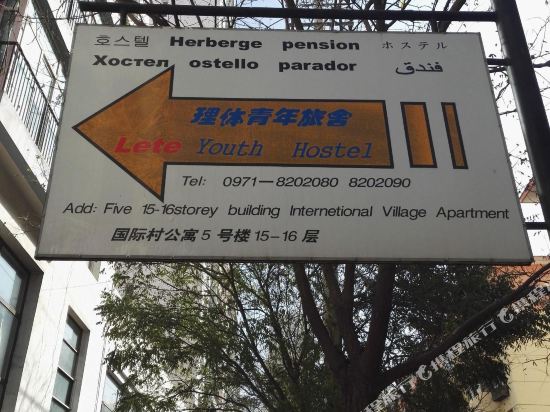 호스텔 Herberge pension ホステル
Хостел ostello parador فندق
理体青年旅舍
Lete Youth Hostel
Tel: 0971—8202080 8202090
Add: Five 15-16storey building Internetional Village Apartment
国际村公寓5号楼15-16层